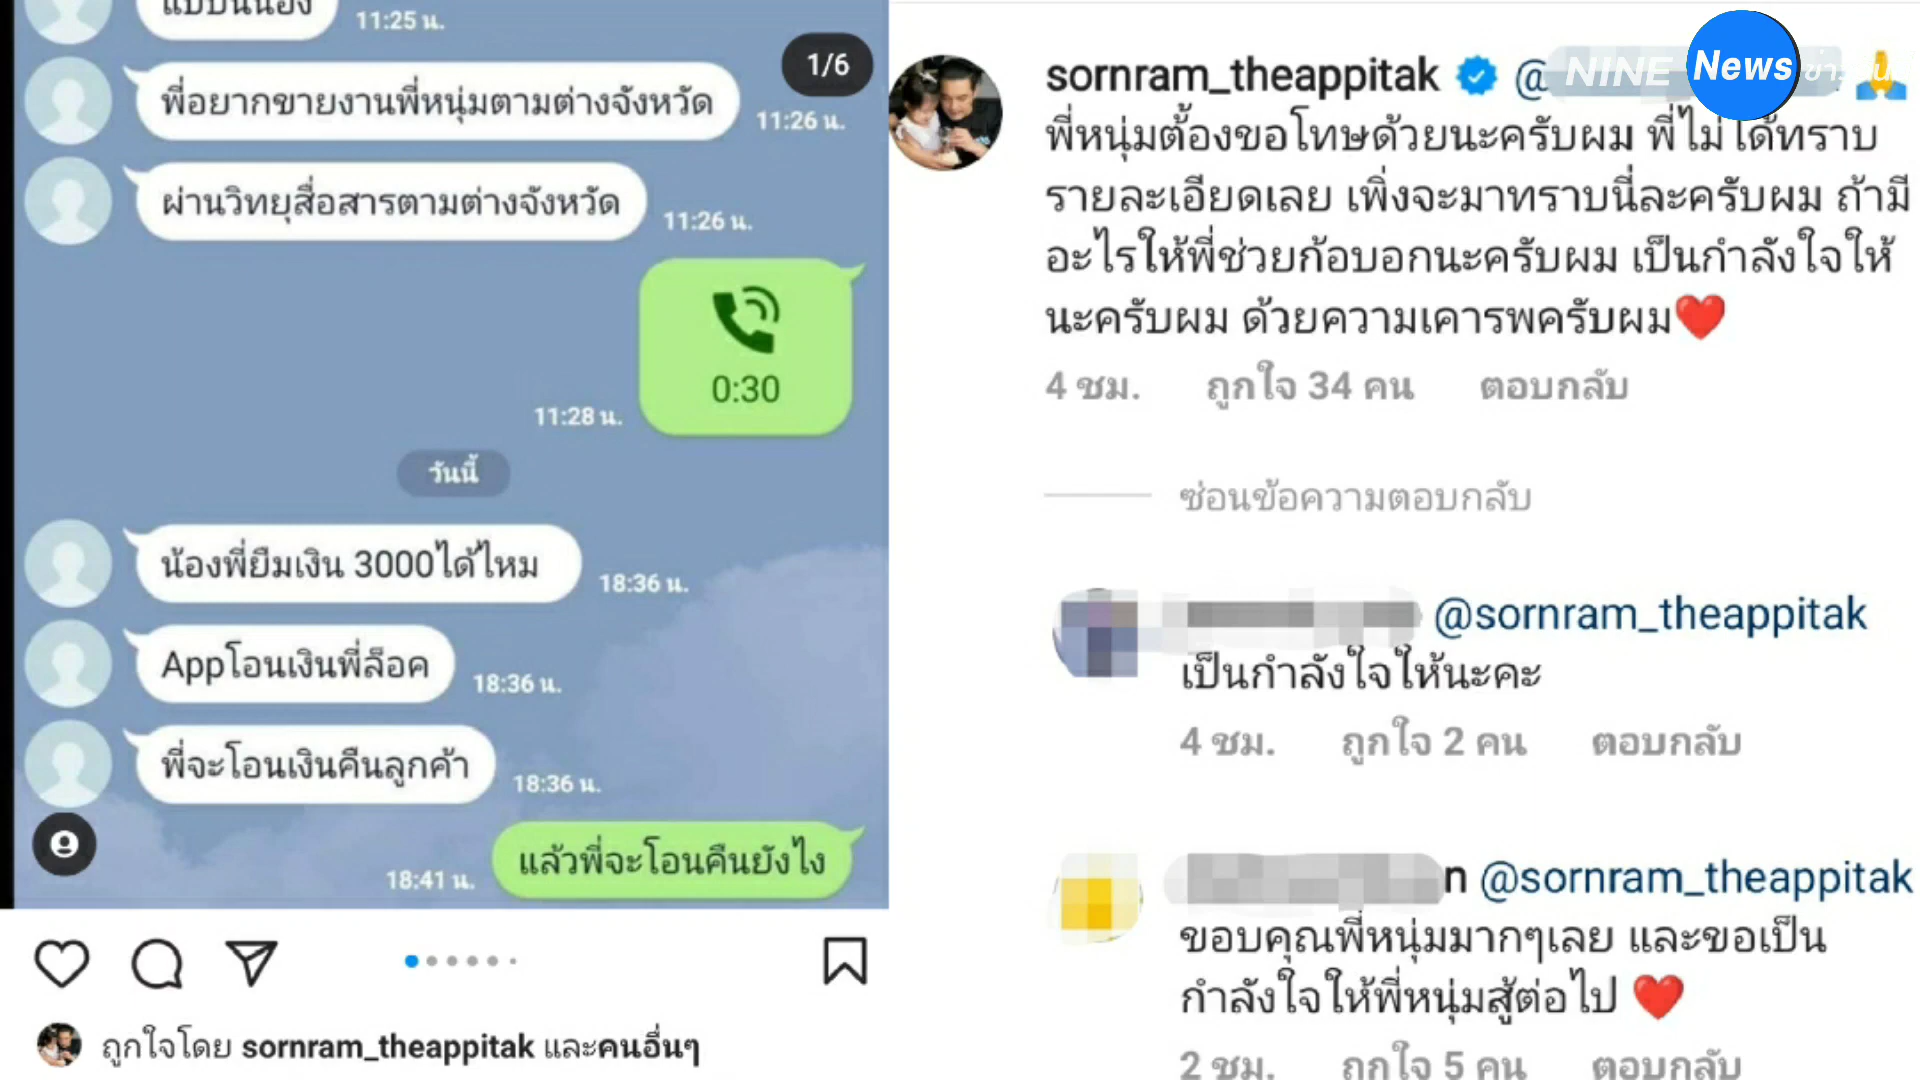 แบบนี้น้อง
11:25 น.
1/6
พี่อยากขายงานพี่หนุ่มตามต่างจังหวัด
11:26 น.
ผ่านวิทยุสื่อสารตามต่างจังหวัด
11:26 น.
0:30
11:28 น.
วันนี้
น้องพี่ยืมเงิน 3000ได้ไหม
18:36 น.
Appโอนเงินพี่ล็อค
18:36 น.
พี่จะโอนเงินคืนลูกค้า
18:36 น.
แล้วพี่จะโอนคืนยังไง
18:41 น.
ถูกใจโดย sornram_theappitak และคนอื่นๆ
NINE News
sornram_theappitak @
พี่หนุ่มต้องขอโทษด้วยนะครับผม พี่ไม่ได้ทราบ
รายละเอียดเลย เพิ่งจะมาทราบนี่ละครับผม ถ้ามี
อะไรให้พี่ช่วยก้อบอกนะครับผม เป็นกำลังใจให้
นะครับผม ด้วยความเคารพครับผม❤️
4 ชม. ถูกใจ 34 คน ตอบกลับ
ซ่อนข้อความตอบกลับ
@sornram_theappitak
เป็นกำลังใจให้นะคะ
4 ชม. ถูกใจ 2 คน ตอบกลับ
n @sornram_theappitak
ขอบคุณพี่หนุ่มมากๆเลย และขอเป็น
กำลังใจให้พี่หนุ่มสู้ต่อไป ❤️
2 ชม. ถูกใจ 5 คน ตอบกลับ